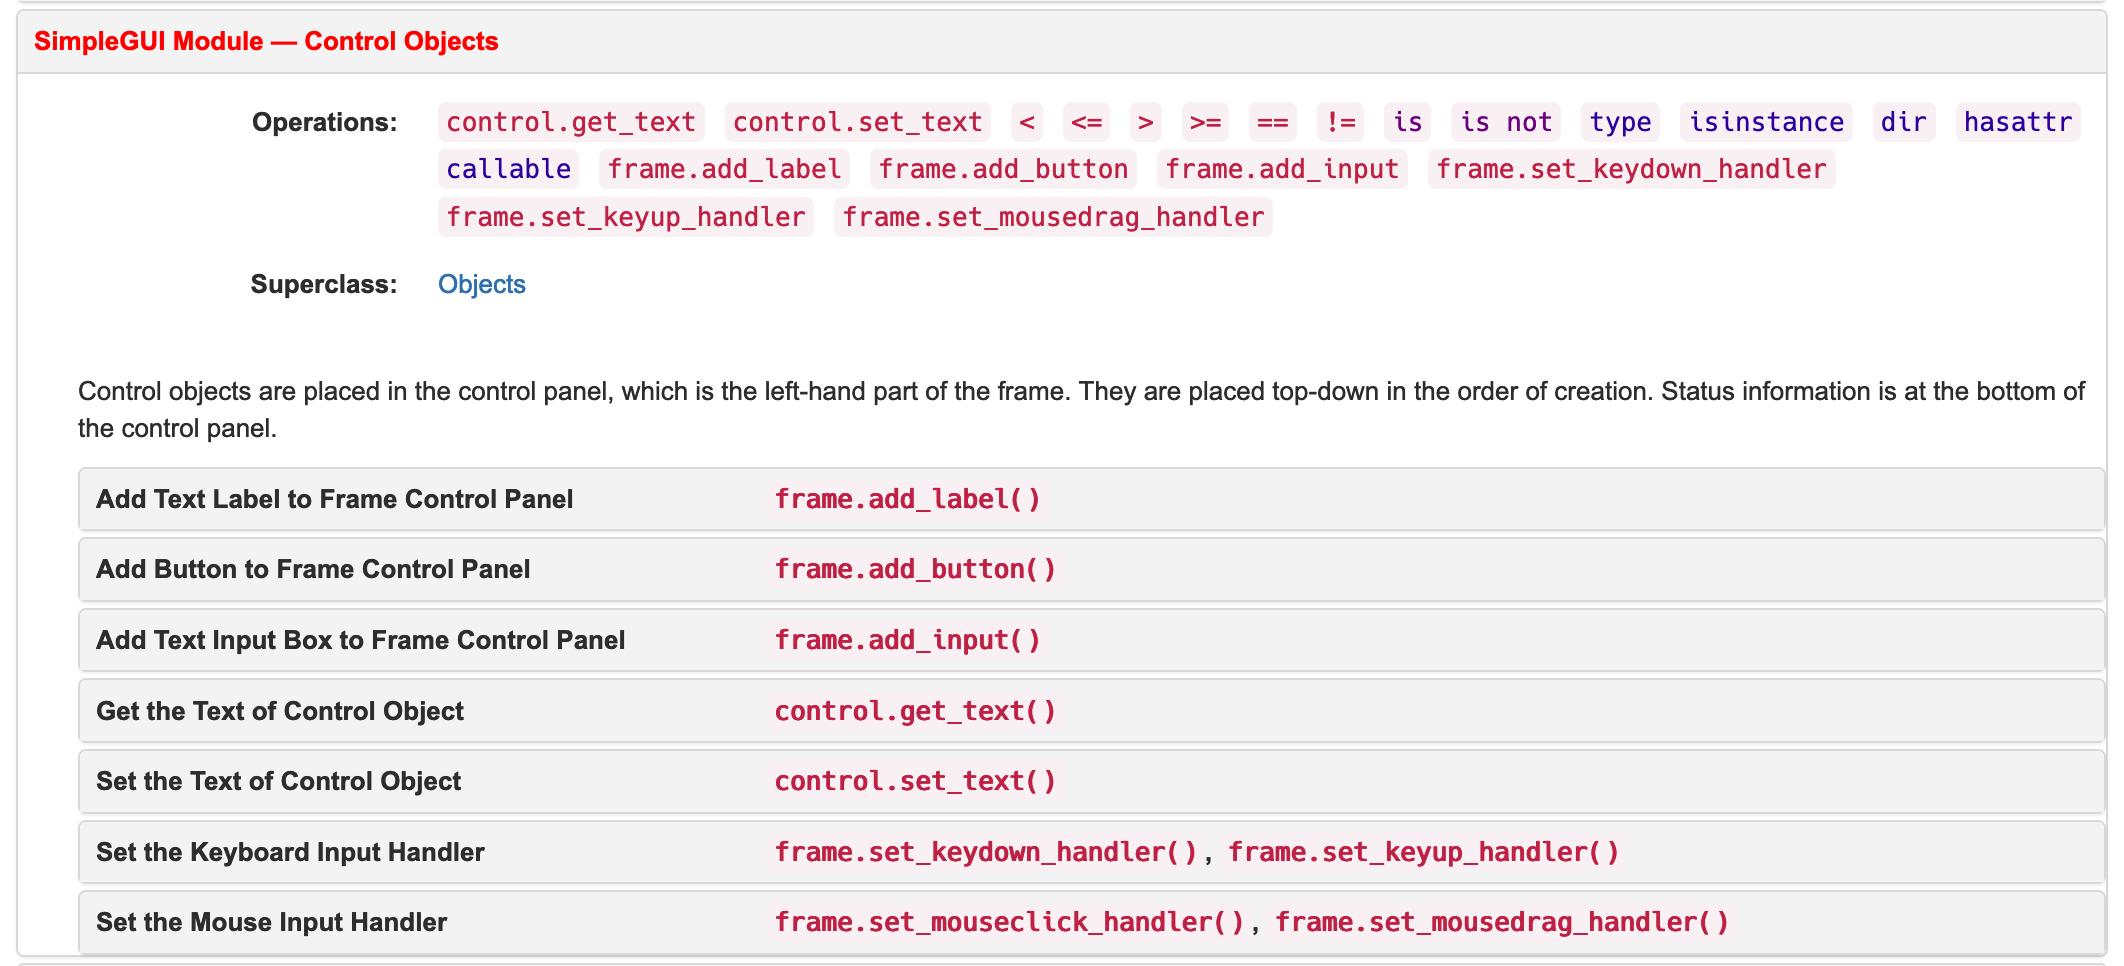 SimpleGUI Module — Control Objects
Operations: control.get_text control.set_text < <= > >= == != is is not type isinstance dir hasattr
callable frame.add_label frame.add_button frame.add_input frame.set_keydown_handler
frame.set_keyup_handler frame.set_mousedrag_handler
Superclass: Objects
Control objects are placed in the control panel, which is the left-hand part of the frame. They are placed top-down in the order of creation. Status information is at the bottom of
the control panel.
Add Text Label to Frame Control Panel frame.add_label()
Add Button to Frame Control Panel frame.add_button()
Add Text Input Box to Frame Control Panel frame.add_input()
Get the Text of Control Object control.get_text()
Set the Text of Control Object control.set_text()
Set the Keyboard Input Handler frame.set_keydown_handler(), frame.set_keyup_handler()
Set the Mouse Input Handler frame.set_mouseclick_handler(), frame.set_mousedrag_handler()